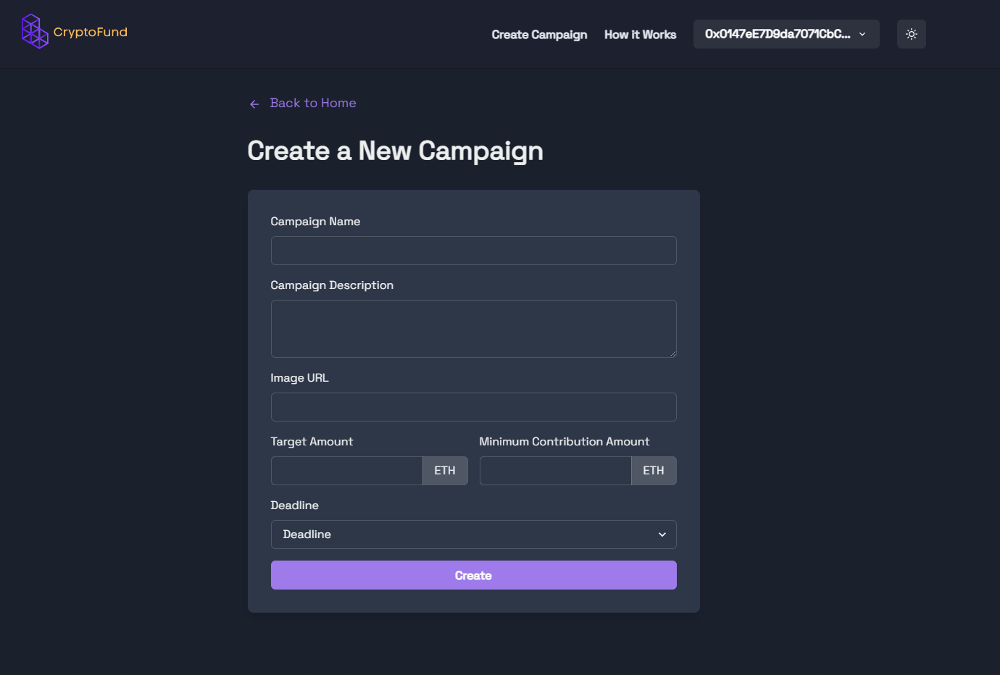 CryptoFund
Create Campaign How it Works 0x0147eE7D9da7071CbC...
Back to Home
Create a New Campaign
Campaign Name
Campaign Description
Image URL
Target Amount Minimum Contribution Amount
ETH ETH
Deadline
Deadline
Create